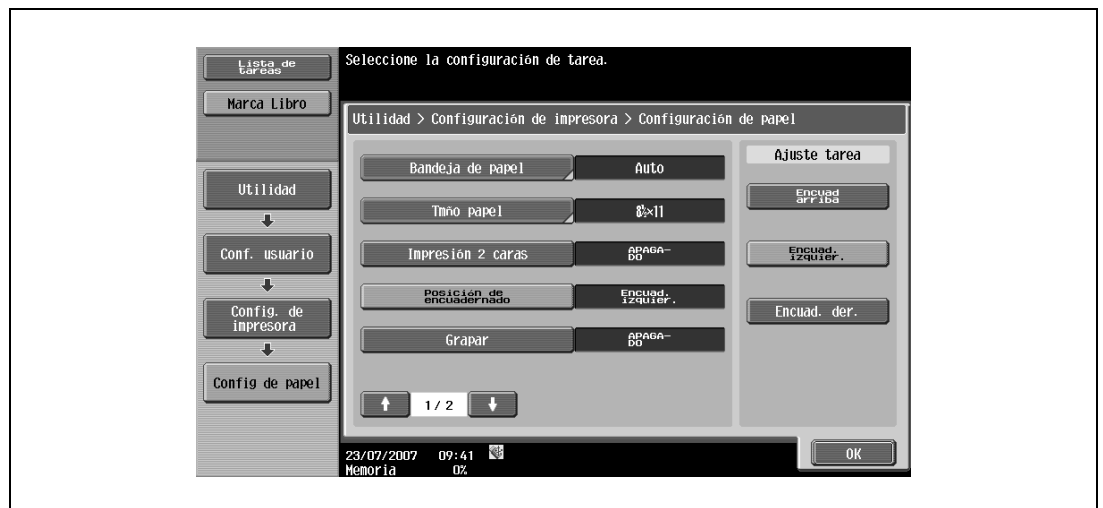 Lista de
tareas
Seleccione la configuración de tarea.
Marca Libro
Utilidad > Configuración de impresora > Configuración de papel
Ajuste tarea
Bandeja de papel
Auto
Utilidad
Encuad
arriba
Tmño papel
8½×11
Conf. usuario
Impresión 2 caras
APAGA-
DO
Encuad.
izquier.
Posición de
encuadernado
Encuad.
izquier.
Config. de
impresora
Encuad. der.
Grapar
APAGA-
DO
Config de papel
1/ 2
23/07/2007 09:41
Memoria 0%
OK